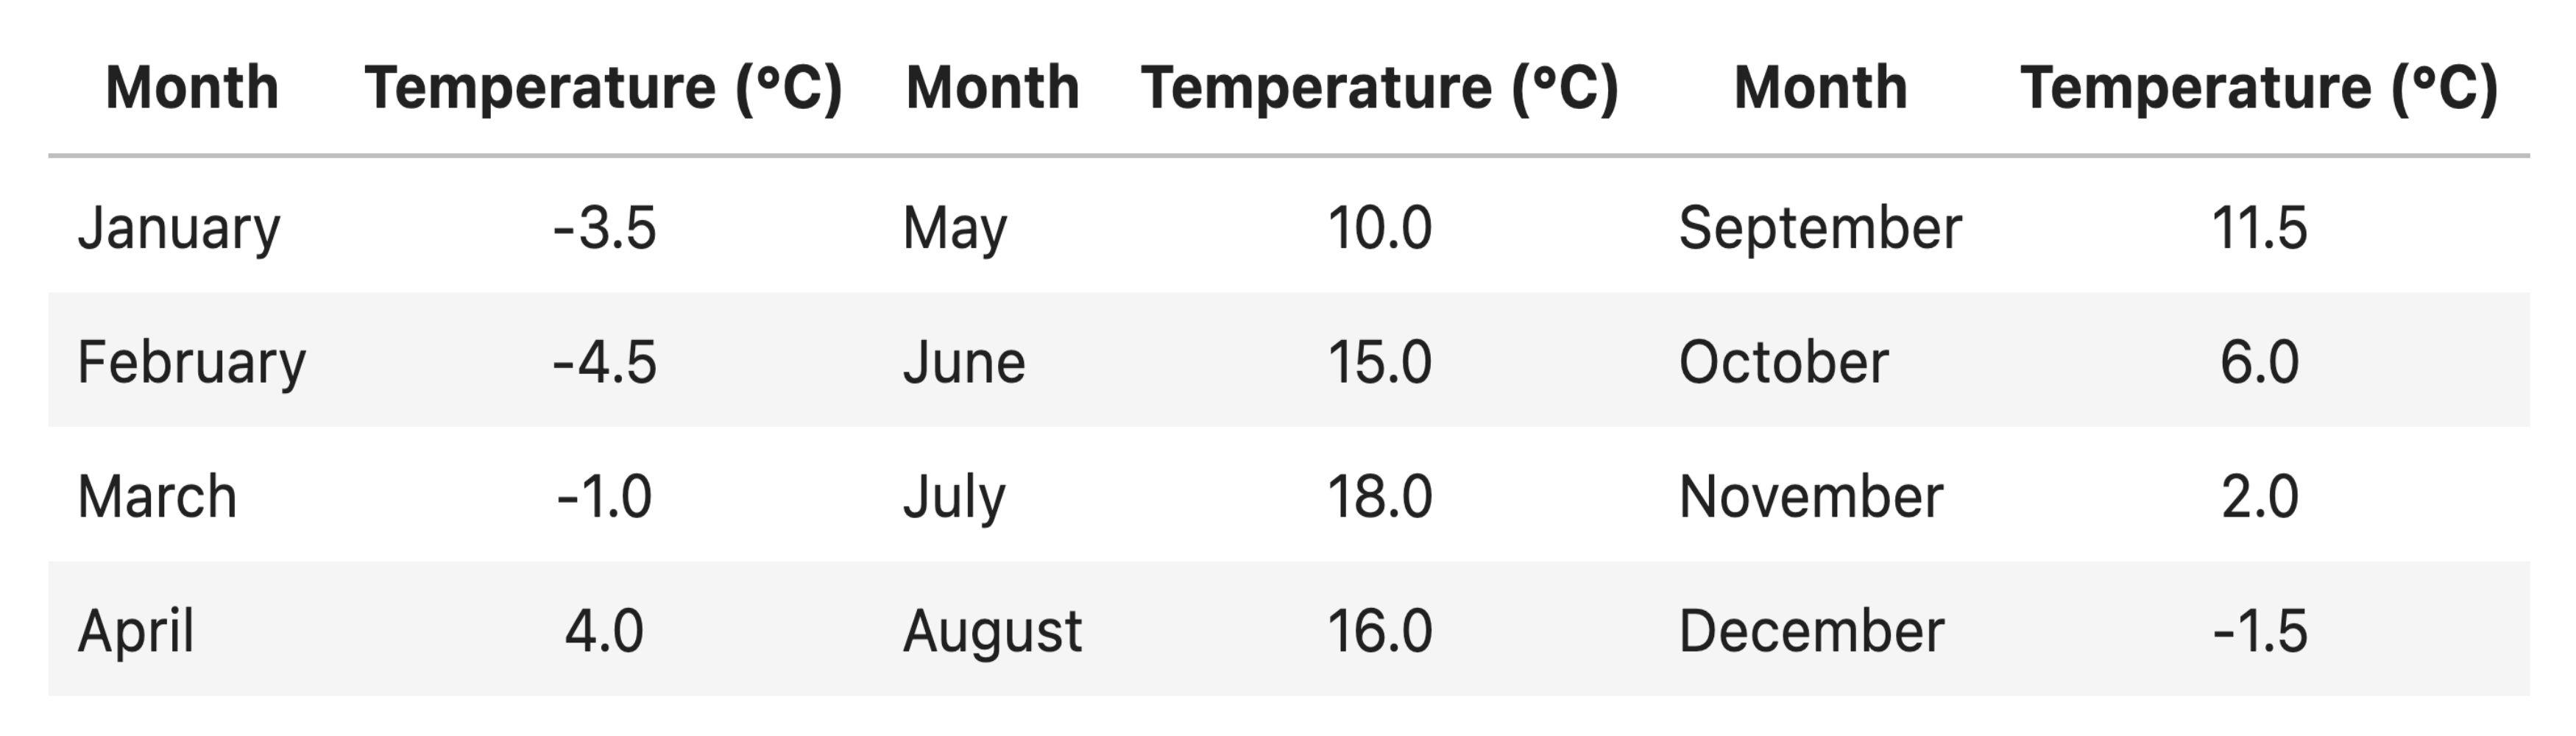 Month Temperature (°C) Month Temperature (°C) Month Temperature (°C)
January -3.5 May 10.0 September 11.5
February -4.5 June 15.0 October 6.0
March -1.0 July 18.0 November 2.0
April 4.0 August 16.0 December -1.5